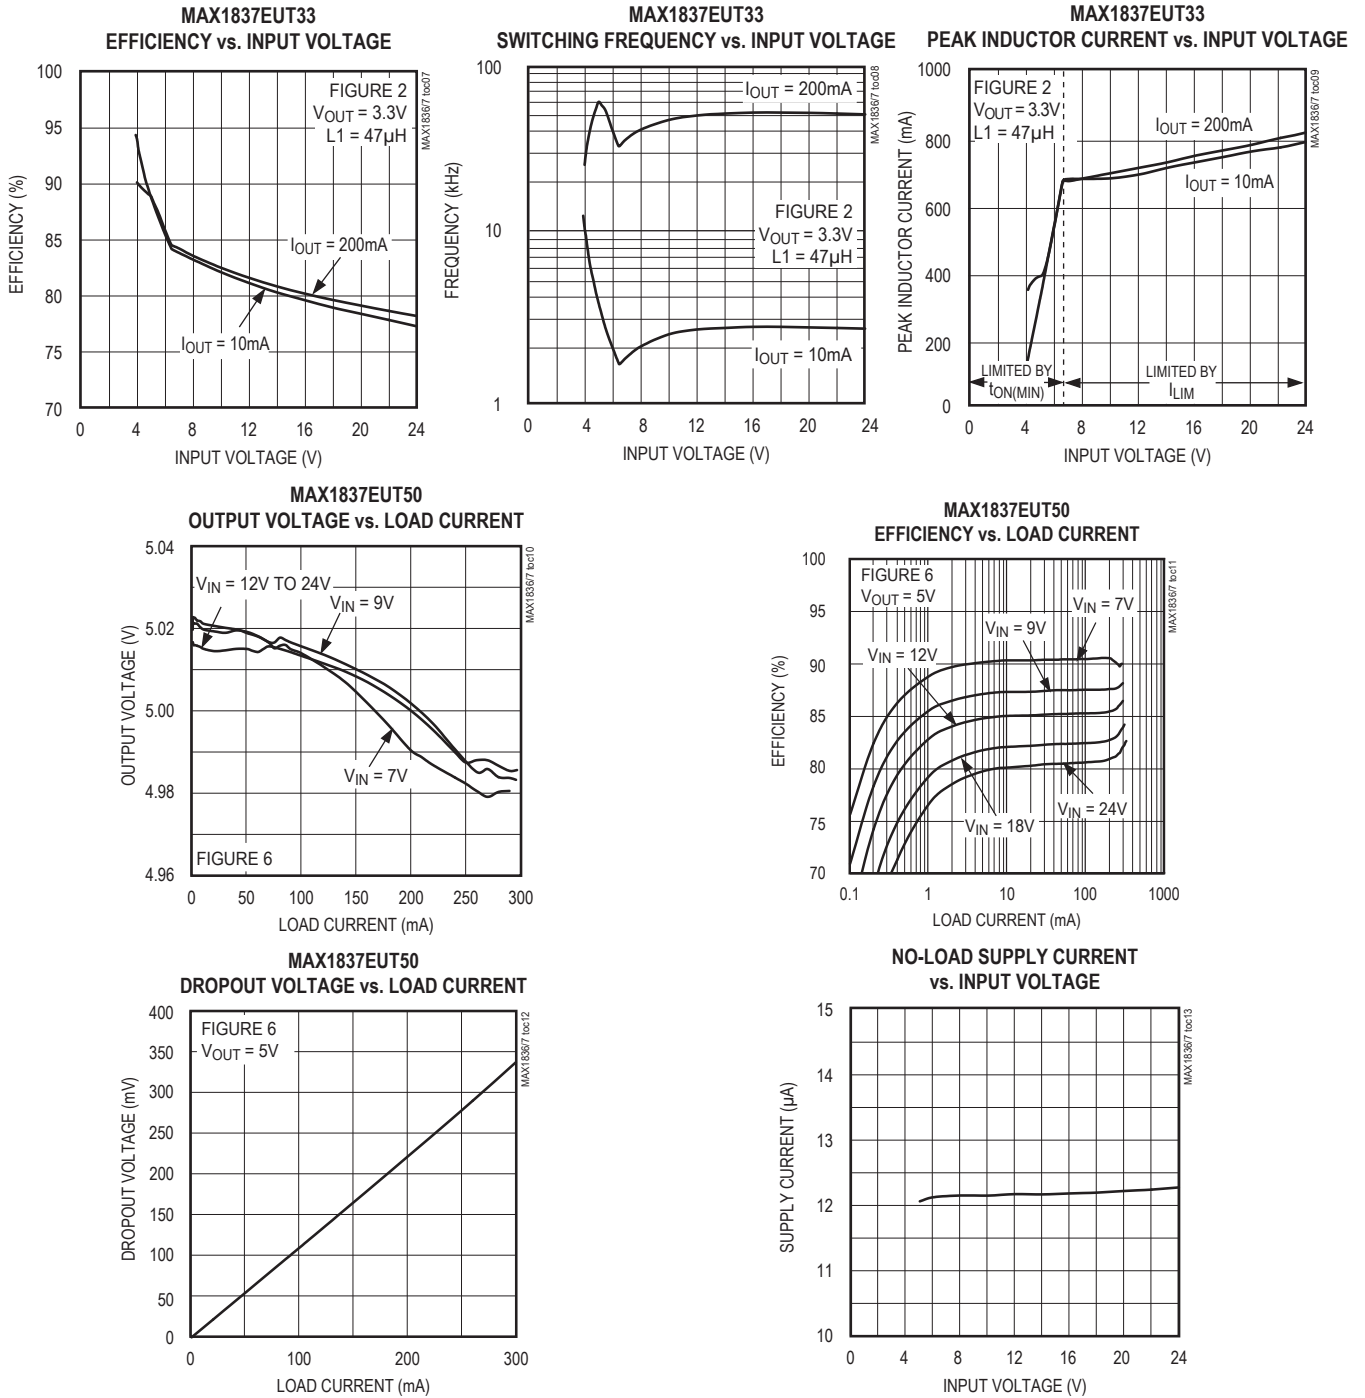 MAX1837EUT33
EFFICIENCY vs. INPUT VOLTAGE
100
95
90
85
80
75
70
EFFICIENCY (%)
FIGURE 2
VOUT = 3.3V
L1 = 47µH
IOUT = 200mA
IOUT = 10mA
MAX1836/7 toc07
0 4 8 12 16 20 24
INPUT VOLTAGE (V)
MAX1837EUT33
SWITCHING FREQUENCY vs. INPUT VOLTAGE
100
10
1
FREQUENCY (kHz)
IOUT = 200mA
FIGURE 2
VOUT = 3.3V
L1 = 47µH
IOUT = 10mA
MAX1836/7 toc08
0 4 8 12 16 20 24
INPUT VOLTAGE (V)
MAX1837EUT33
PEAK INDUCTOR CURRENT vs. INPUT VOLTAGE
1000
800
600
400
200
0
PEAK INDUCTOR CURRENT (mA)
FIGURE 2
VOUT = 3.3V
L1 = 47µH
IOUT = 200mA
IOUT = 10mA
LIMITED BY
tON(MIN)
LIMITED BY
ILIM
MAX1836/7 toc09
0 4 8 12 16 20 24
INPUT VOLTAGE (V)
MAX1837EUT50
OUTPUT VOLTAGE vs. LOAD CURRENT
5.04
5.02
5.00
4.98
4.96
OUTPUT VOLTAGE (V)
VIN = 12V TO 24V
VIN = 9V
VIN = 7V
FIGURE 6
MAX1836/7 toc10
0 50 100 150 200 250 300
LOAD CURRENT (mA)
MAX1837EUT50
EFFICIENCY vs. LOAD CURRENT
100
95
90
85
80
75
70
EFFICIENCY (%)
FIGURE 6
VOUT = 5V
VIN = 7V
VIN = 9V
VIN = 12V
VIN = 24V
VIN = 18V
MAX1836/7 toc11
0.1 1 10 100 1000
LOAD CURRENT (mA)
MAX1837EUT50
DROPOUT VOLTAGE vs. LOAD CURRENT
400
350
300
250
200
150
100
50
0
DROPOUT VOLTAGE (mV)
FIGURE 6
VOUT = 5V
MAX1836/7 toc12
0 100 200 300
LOAD CURRENT (mA)
NO-LOAD SUPPLY CURRENT
vs. INPUT VOLTAGE
15
14
13
12
11
10
SUPPLY CURRENT (µA)
MAX1836/7 toc13
0 4 8 12 16 20 24
INPUT VOLTAGE (V)